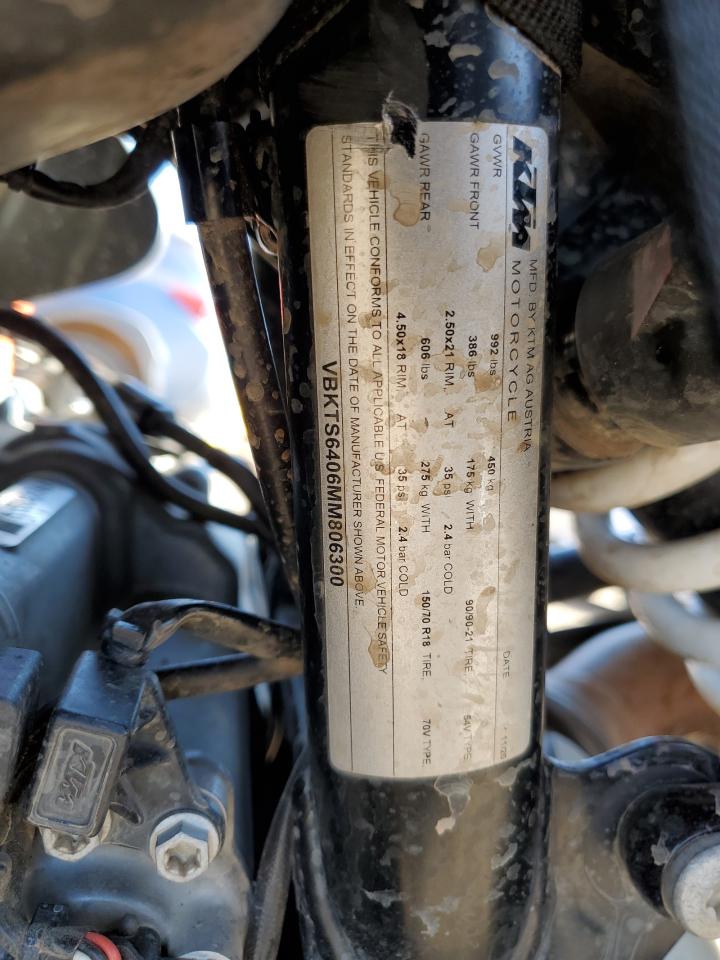 KTM MFD BY KTM AG AUSTRIA
MOTORCYCLE DATE
GVWR 992 lbs 450 kg
GAWR FRONT 386 lbs 175 kg WITH 90/90-21 TIRE, 54V TYPE,
2.50x21 RIM, AT 35 psi 2.4 bar COLD
GAWR REAR 606 lbs 275 kg WITH 150/70 R18 TIRE, 70V TYPE,
4.50x18 RIM, AT 35 psi 2.4 bar COLD
THIS VEHICLE CONFORMS TO ALL APPLICABLE US FEDERAL MOTOR VEHICLE SAFETY
STANDARDS IN EFFECT ON THE DATE OF MANUFACTURER SHOWN ABOVE.
VBKTS6406MM806300
KTM